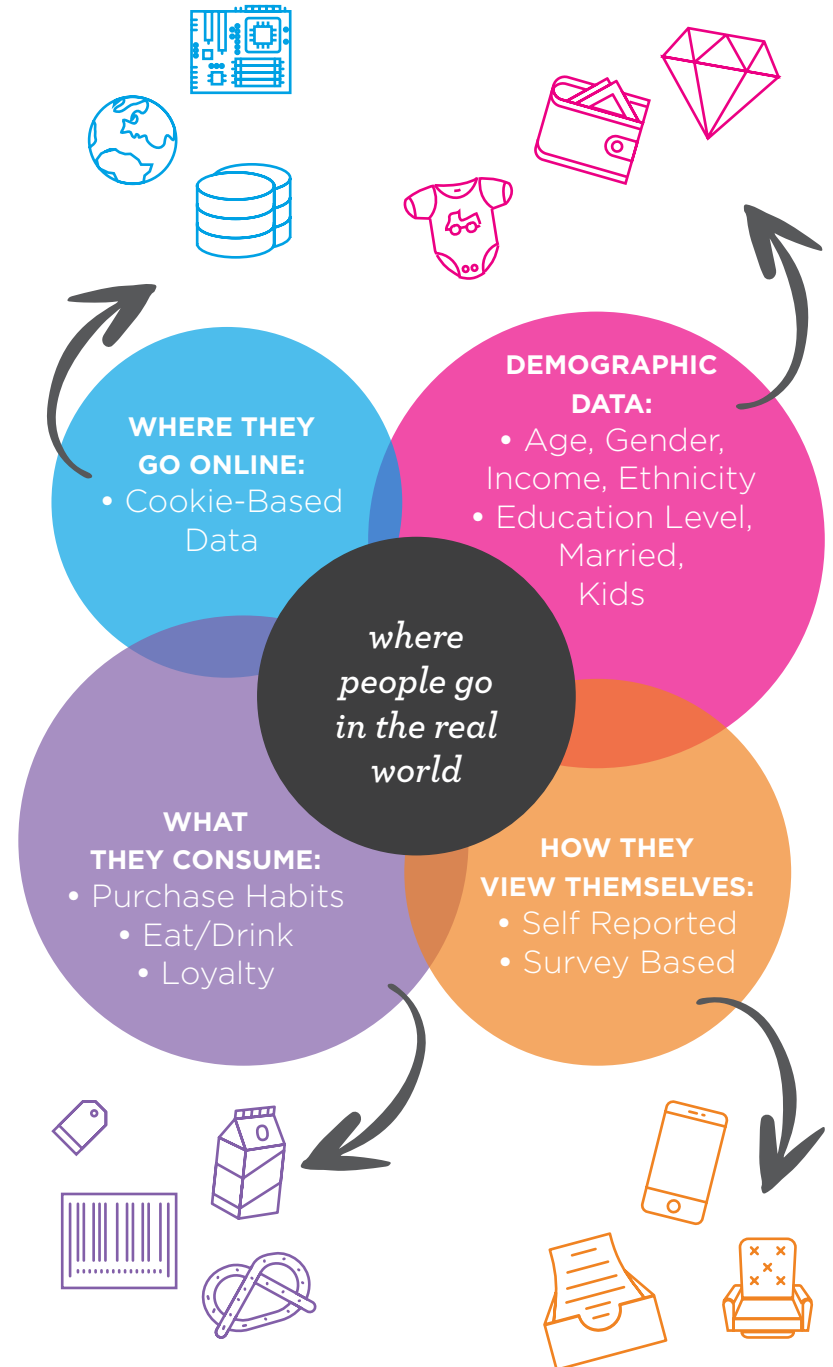 WHERE THEY
GO ONLINE:
• Cookie-Based
Data
DEMOGRAPHIC
DATA:
• Age, Gender,
Income, Ethnicity
• Education Level,
Married,
Kids
where
people go
in the real
world
WHAT
THEY CONSUME:
• Purchase Habits
• Eat/Drink
• Loyalty
HOW THEY
VIEW THEMSELVES:
• Self Reported
• Survey Based